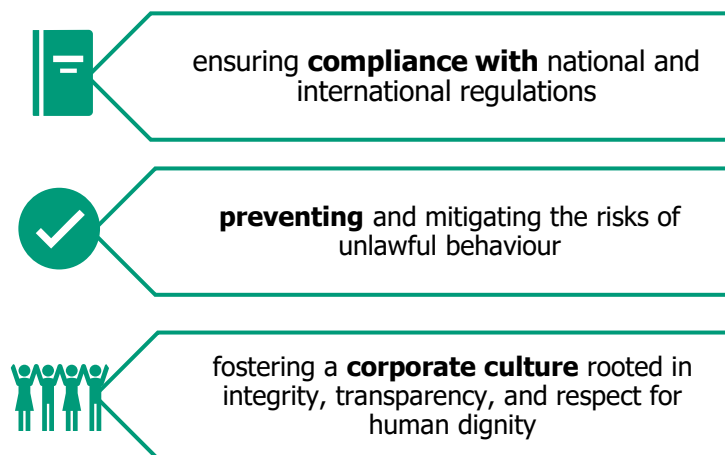 ensuring compliance with national and
international regulations
preventing and mitigating the risks of
unlawful behaviour
fostering a corporate culture rooted in
integrity, transparency, and respect for
human dignity